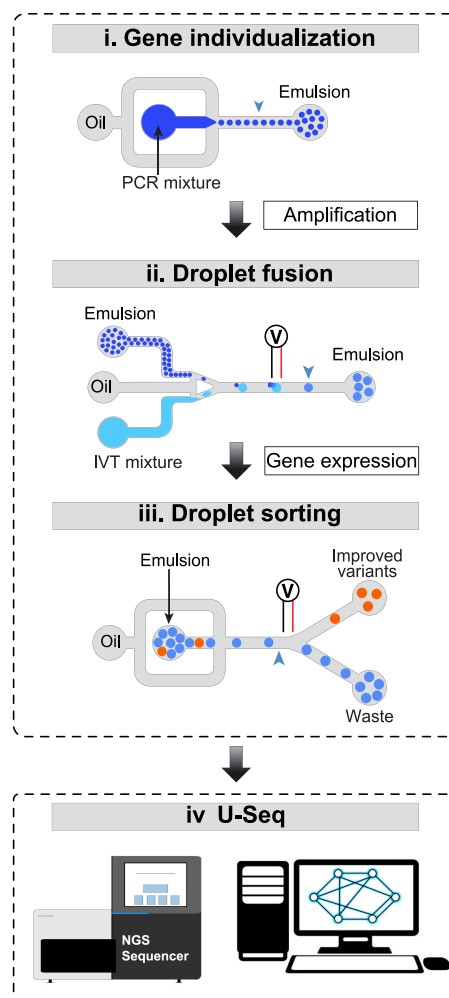 i. Gene individualization
Emulsion
Oil
PCR mixture
Amplification
ii. Droplet fusion
Emulsion
V
Emulsion
Oil
IVT mixture
Gene expression
iii. Droplet sorting
Emulsion
Improved
variants
V
Oil
Waste
iv U-Seq
NGS
Sequencer